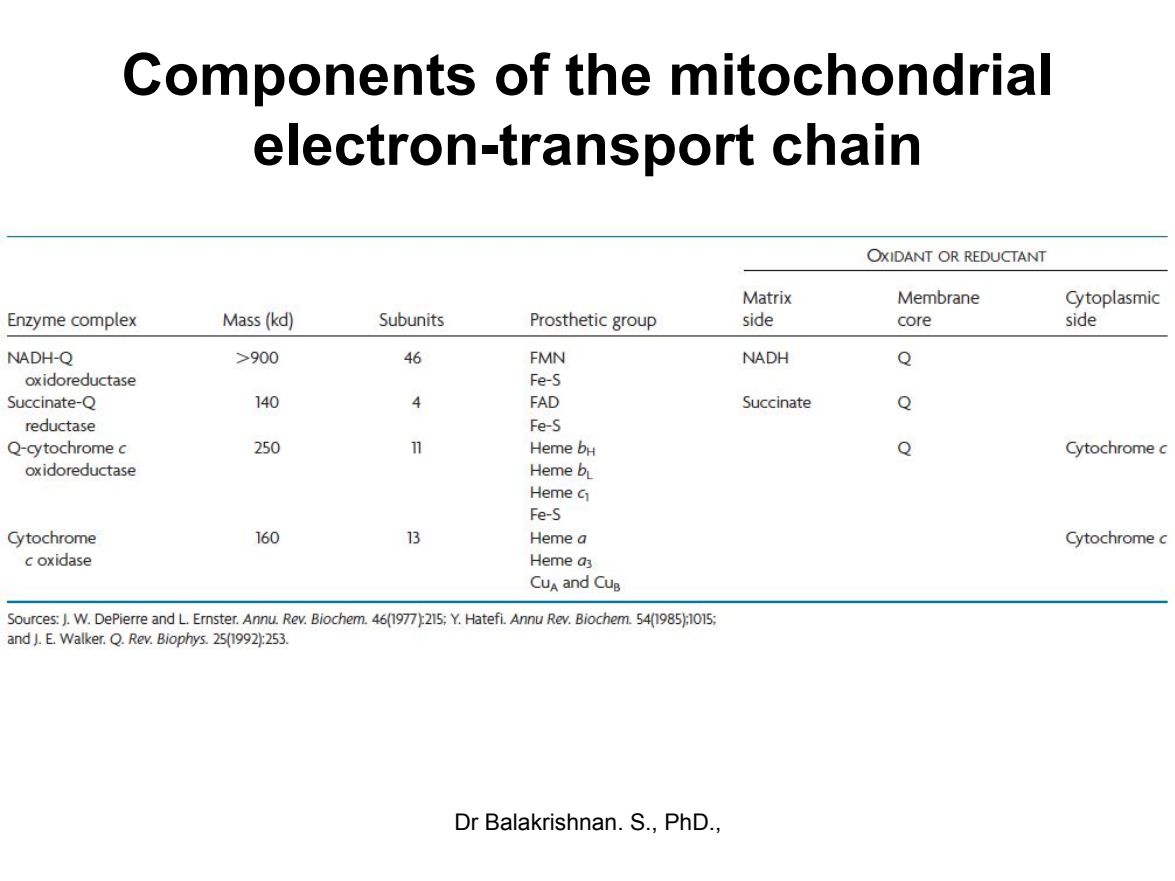 Components of the mitochondrial
electron-transport chain
OXIDANT OR REDUCTANT
Matrix Membrane Cytoplasmic
Enzyme complex Mass (kd) Subunits Prosthetic group side core side
NADH-Q >900 46 FMN NADH Q
oxidoreductase Fe-S
Succinate-Q 140 4 FAD Succinate Q
reductase Fe-S
Q-cytochrome c 250 11 Heme bH Q Cytochrome c
oxidoreductase Heme bL
Heme c1
Fe-S
Cytochrome 160 13 Heme a Cytochrome c
c oxidase Heme a3
CuA and CuB
Sources: J. W. DePierre and L. Ernster. Annu. Rev. Biochem. 46(1977):215; Y. Hatefi. Annu Rev. Biochem. 54(1985);1015;
and J. E. Walker. Q. Rev. Biophys. 25(1992):253.
Dr Balakrishnan. S., PhD.,